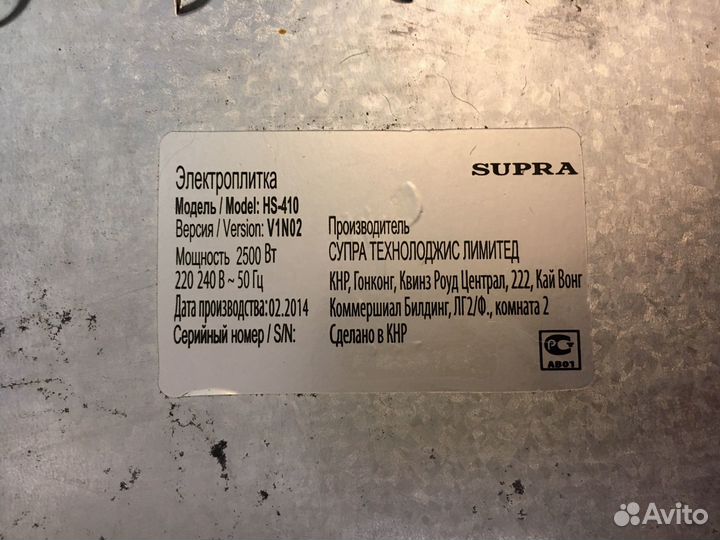 SUPRA
Электроплитка
Модель / Model: HS-410
Версия / Version: V1N02
Мощность 2500 Вт
220 240 В ~ 50 Гц
Дата производства:02.2014
Серийный номер / S/N:
Производитель
СУПРА ТЕХНОЛОДЖИС ЛИМИТЕД
КНР, Гонконг, Квинз Роуд Централ, 222, Кай Вонг
Коммершиал Билдинг, ЛГ2/Ф., комната 2
Сделано в КНР
РС
АВ01
Avito